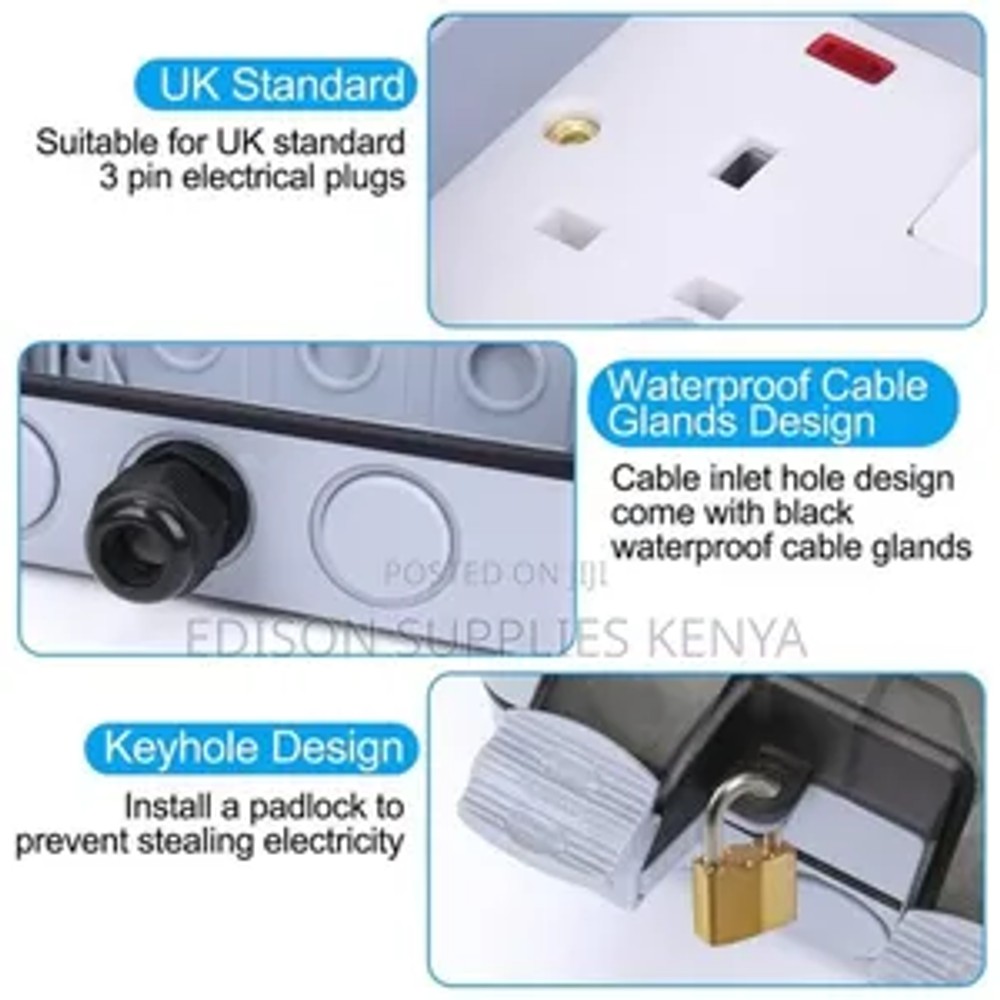 UK Standard
Suitable for UK standard
3 pin electrical plugs
Waterproof Cable
Glands Design
Cable inlet hole design
come with black
waterproof cable glands
POSTED ON JIJI
EDISON SUPPLIES KENYA
Keyhole Design
Install a padlock to
prevent stealing electricity